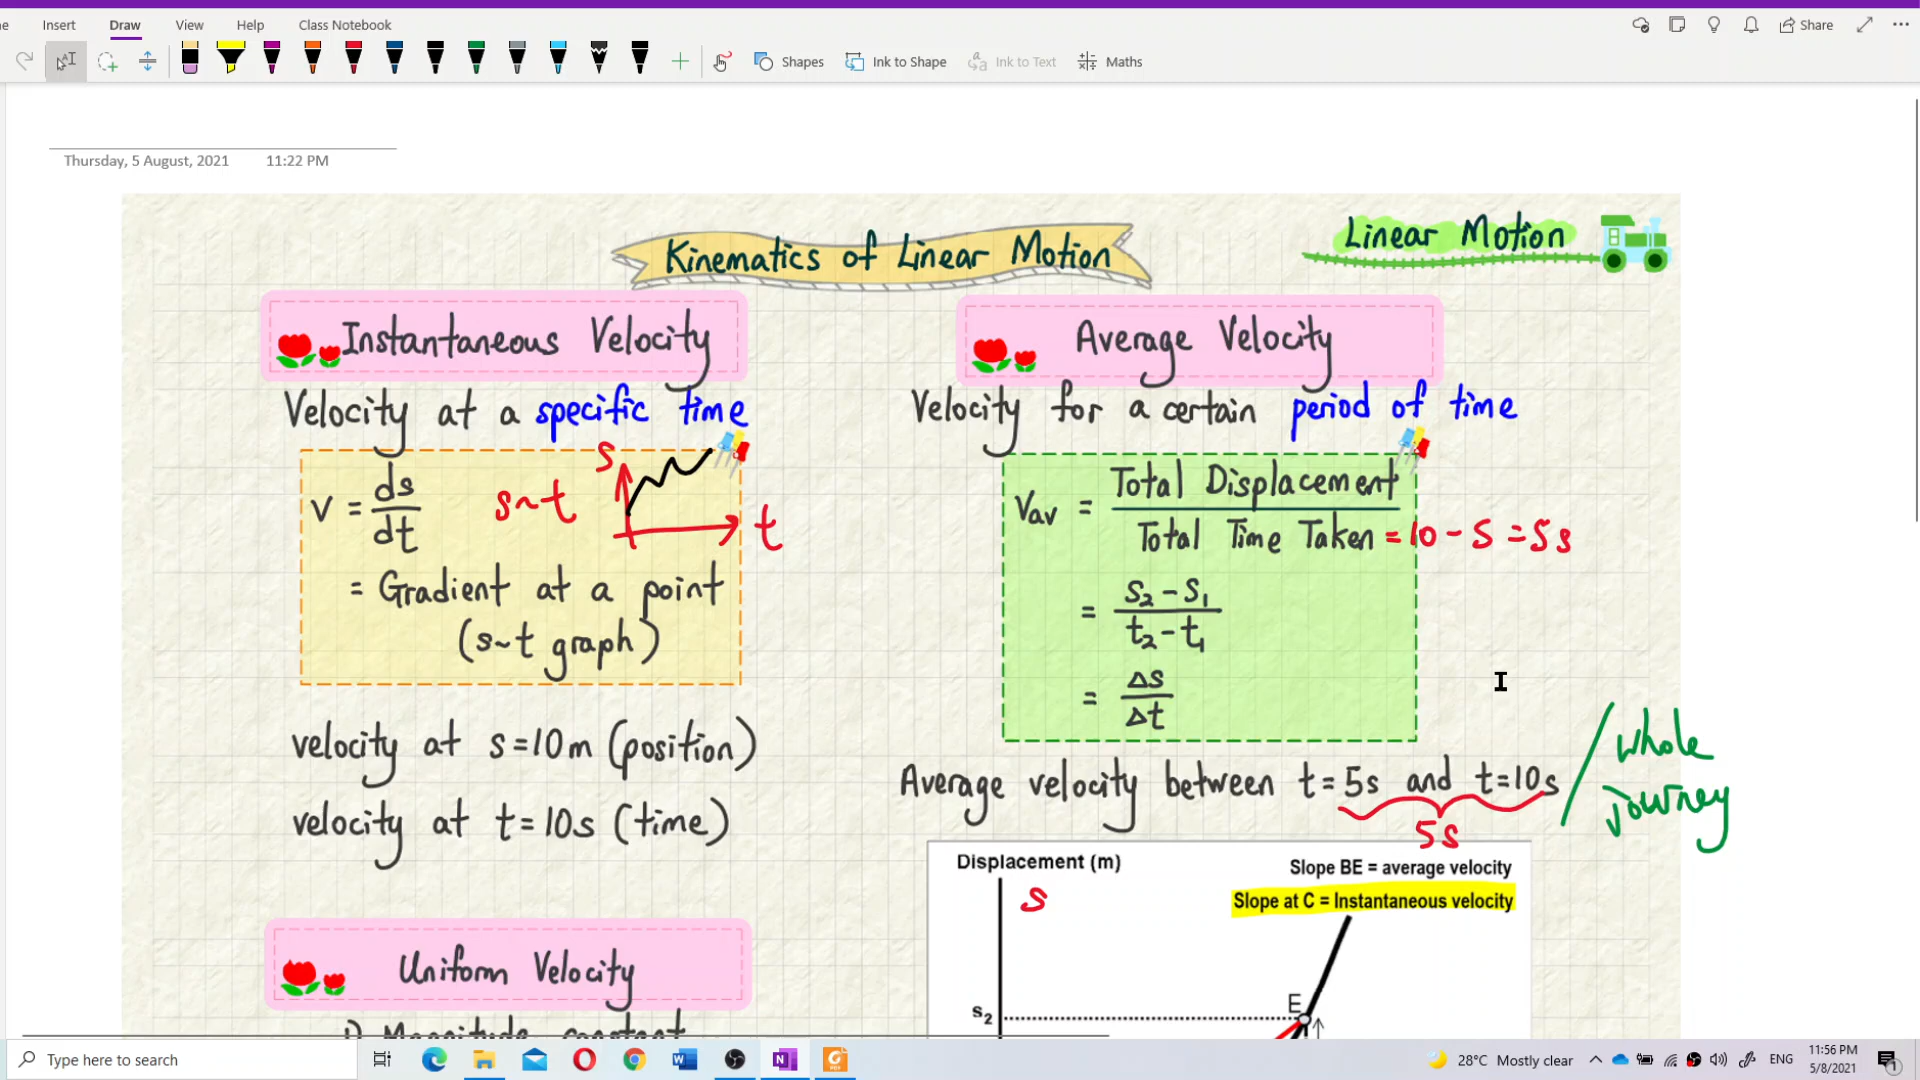 Insert Draw View Help Class Notebook Share
Shapes Ink to Shape Ink to Text Maths
Thursday, 5 August, 2021 11:22 PM
Kinematics of Linear Motion
Linear Motion
Instantaneous Velocity
Velocity at a specific time
v = ds/dt
s~t
s
t
= Gradient at a point
(s~t graph)
velocity at s=10m (position)
velocity at t=10s (time)
Uniform Velocity
Average Velocity
Velocity for a certain period of time
Vav = Total Displacement
Total Time Taken = 10 - 5 = 5s
= s₂ - s₁ / t₂ - t₁
= Δs / Δt
Average velocity between t=5s and t=10s / whole journey
5s
Displacement (m)
s
Slope BE = average velocity
Slope at C = Instantaneous velocity
E
s₂
Type here to search
28°C Mostly clear ENG 11:56 PM
5/8/2021
1